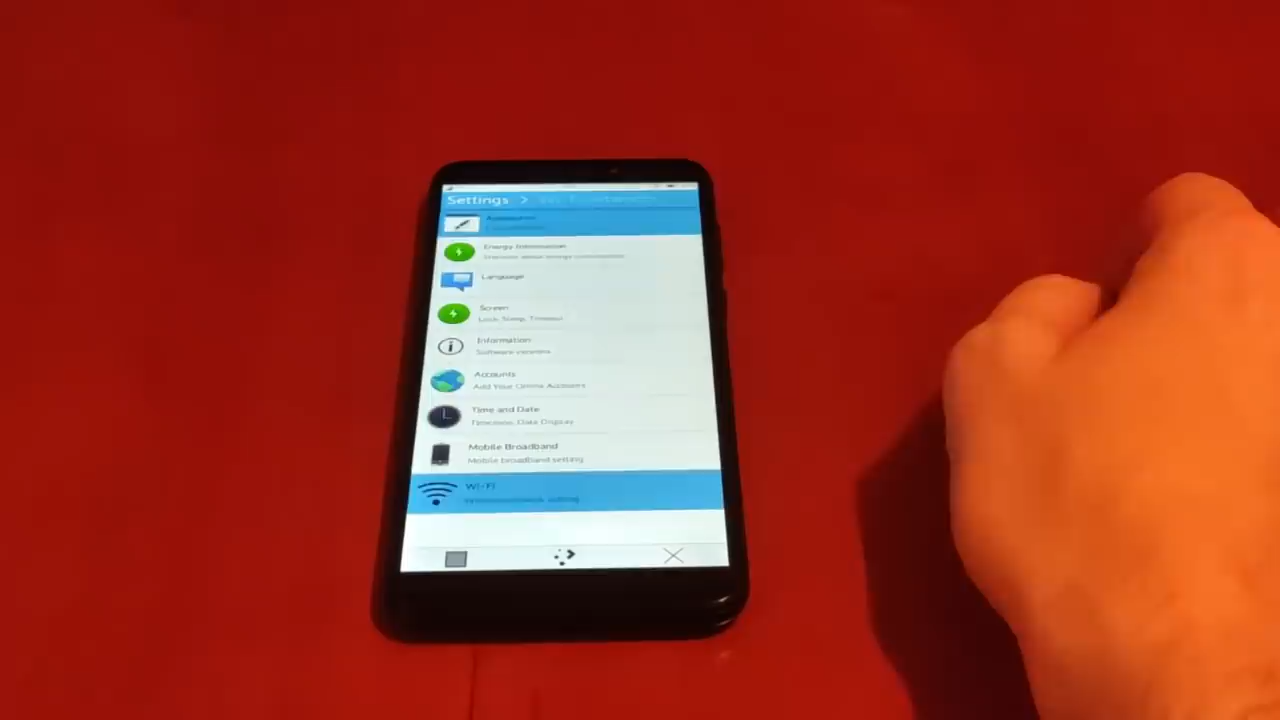 Settings >
Energy Information
Language
Screen
Lock, Sleep, Timeout
Information
Software versions
Accounts
Add Your Online Accounts
Time and Date
Timezone, Date Display
Mobile Broadband
Mobile broadband setting
Wi-Fi